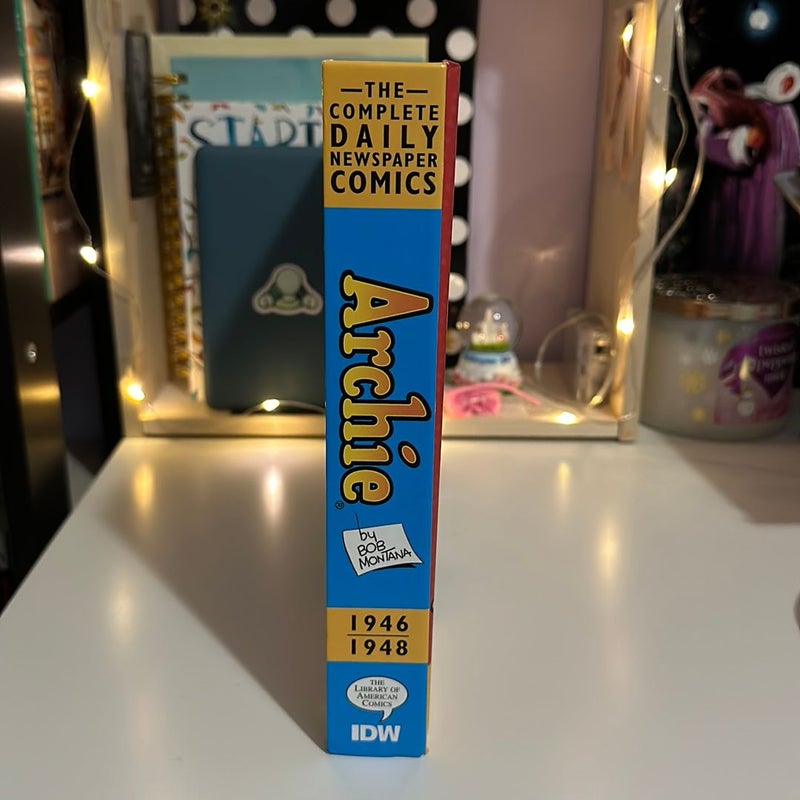 —THE—
COMPLETE
DAILY
NEWSPAPER
COMICS
Archie®
by
BOB
MONTANA
1946
1948
THE
LIBRARY OF
AMERICAN
COMICS
IDW
START